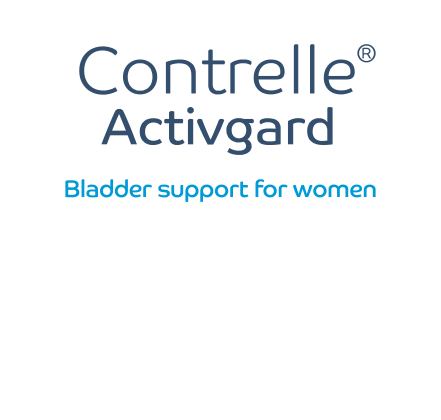 Contrelle®
Activgard
Bladder support for women